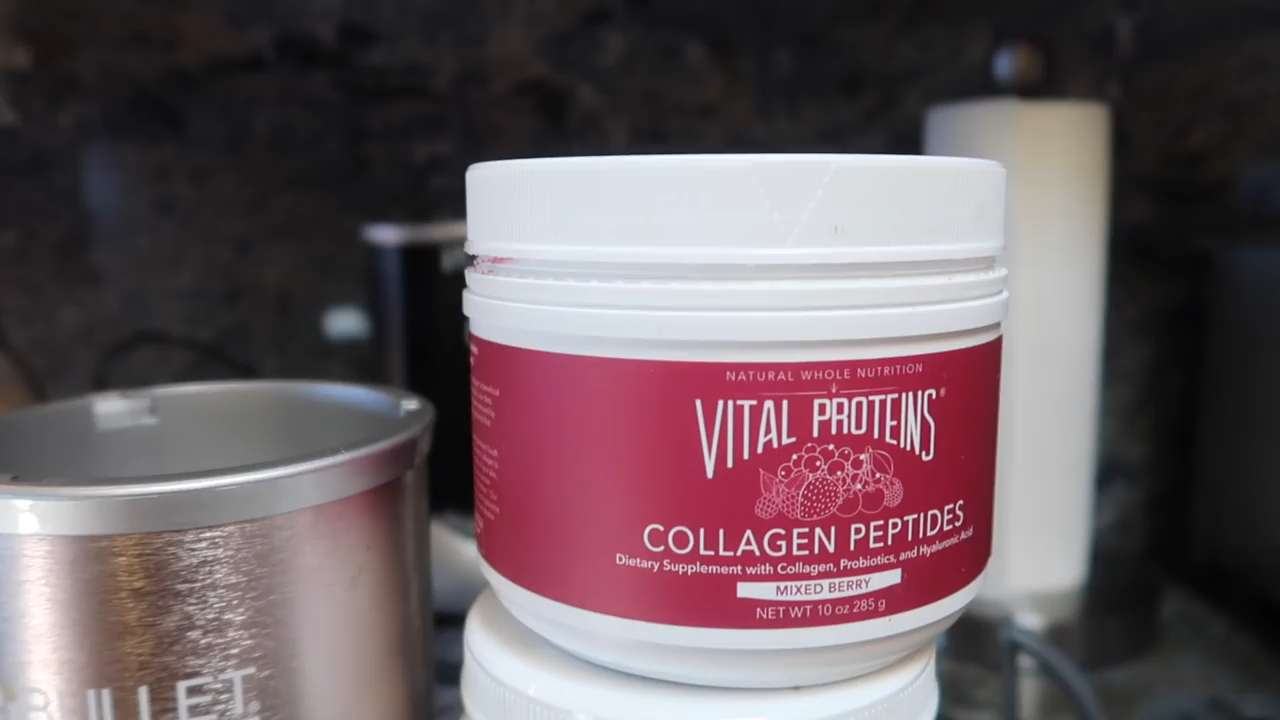 NATURAL WHOLE NUTRITION
VITAL PROTEINS®
COLLAGEN PEPTIDES
Dietary Supplement with Collagen, Probiotics, and Hyaluronic Acid
MIXED BERRY
NET WT 10 oz 285 g
BULLET